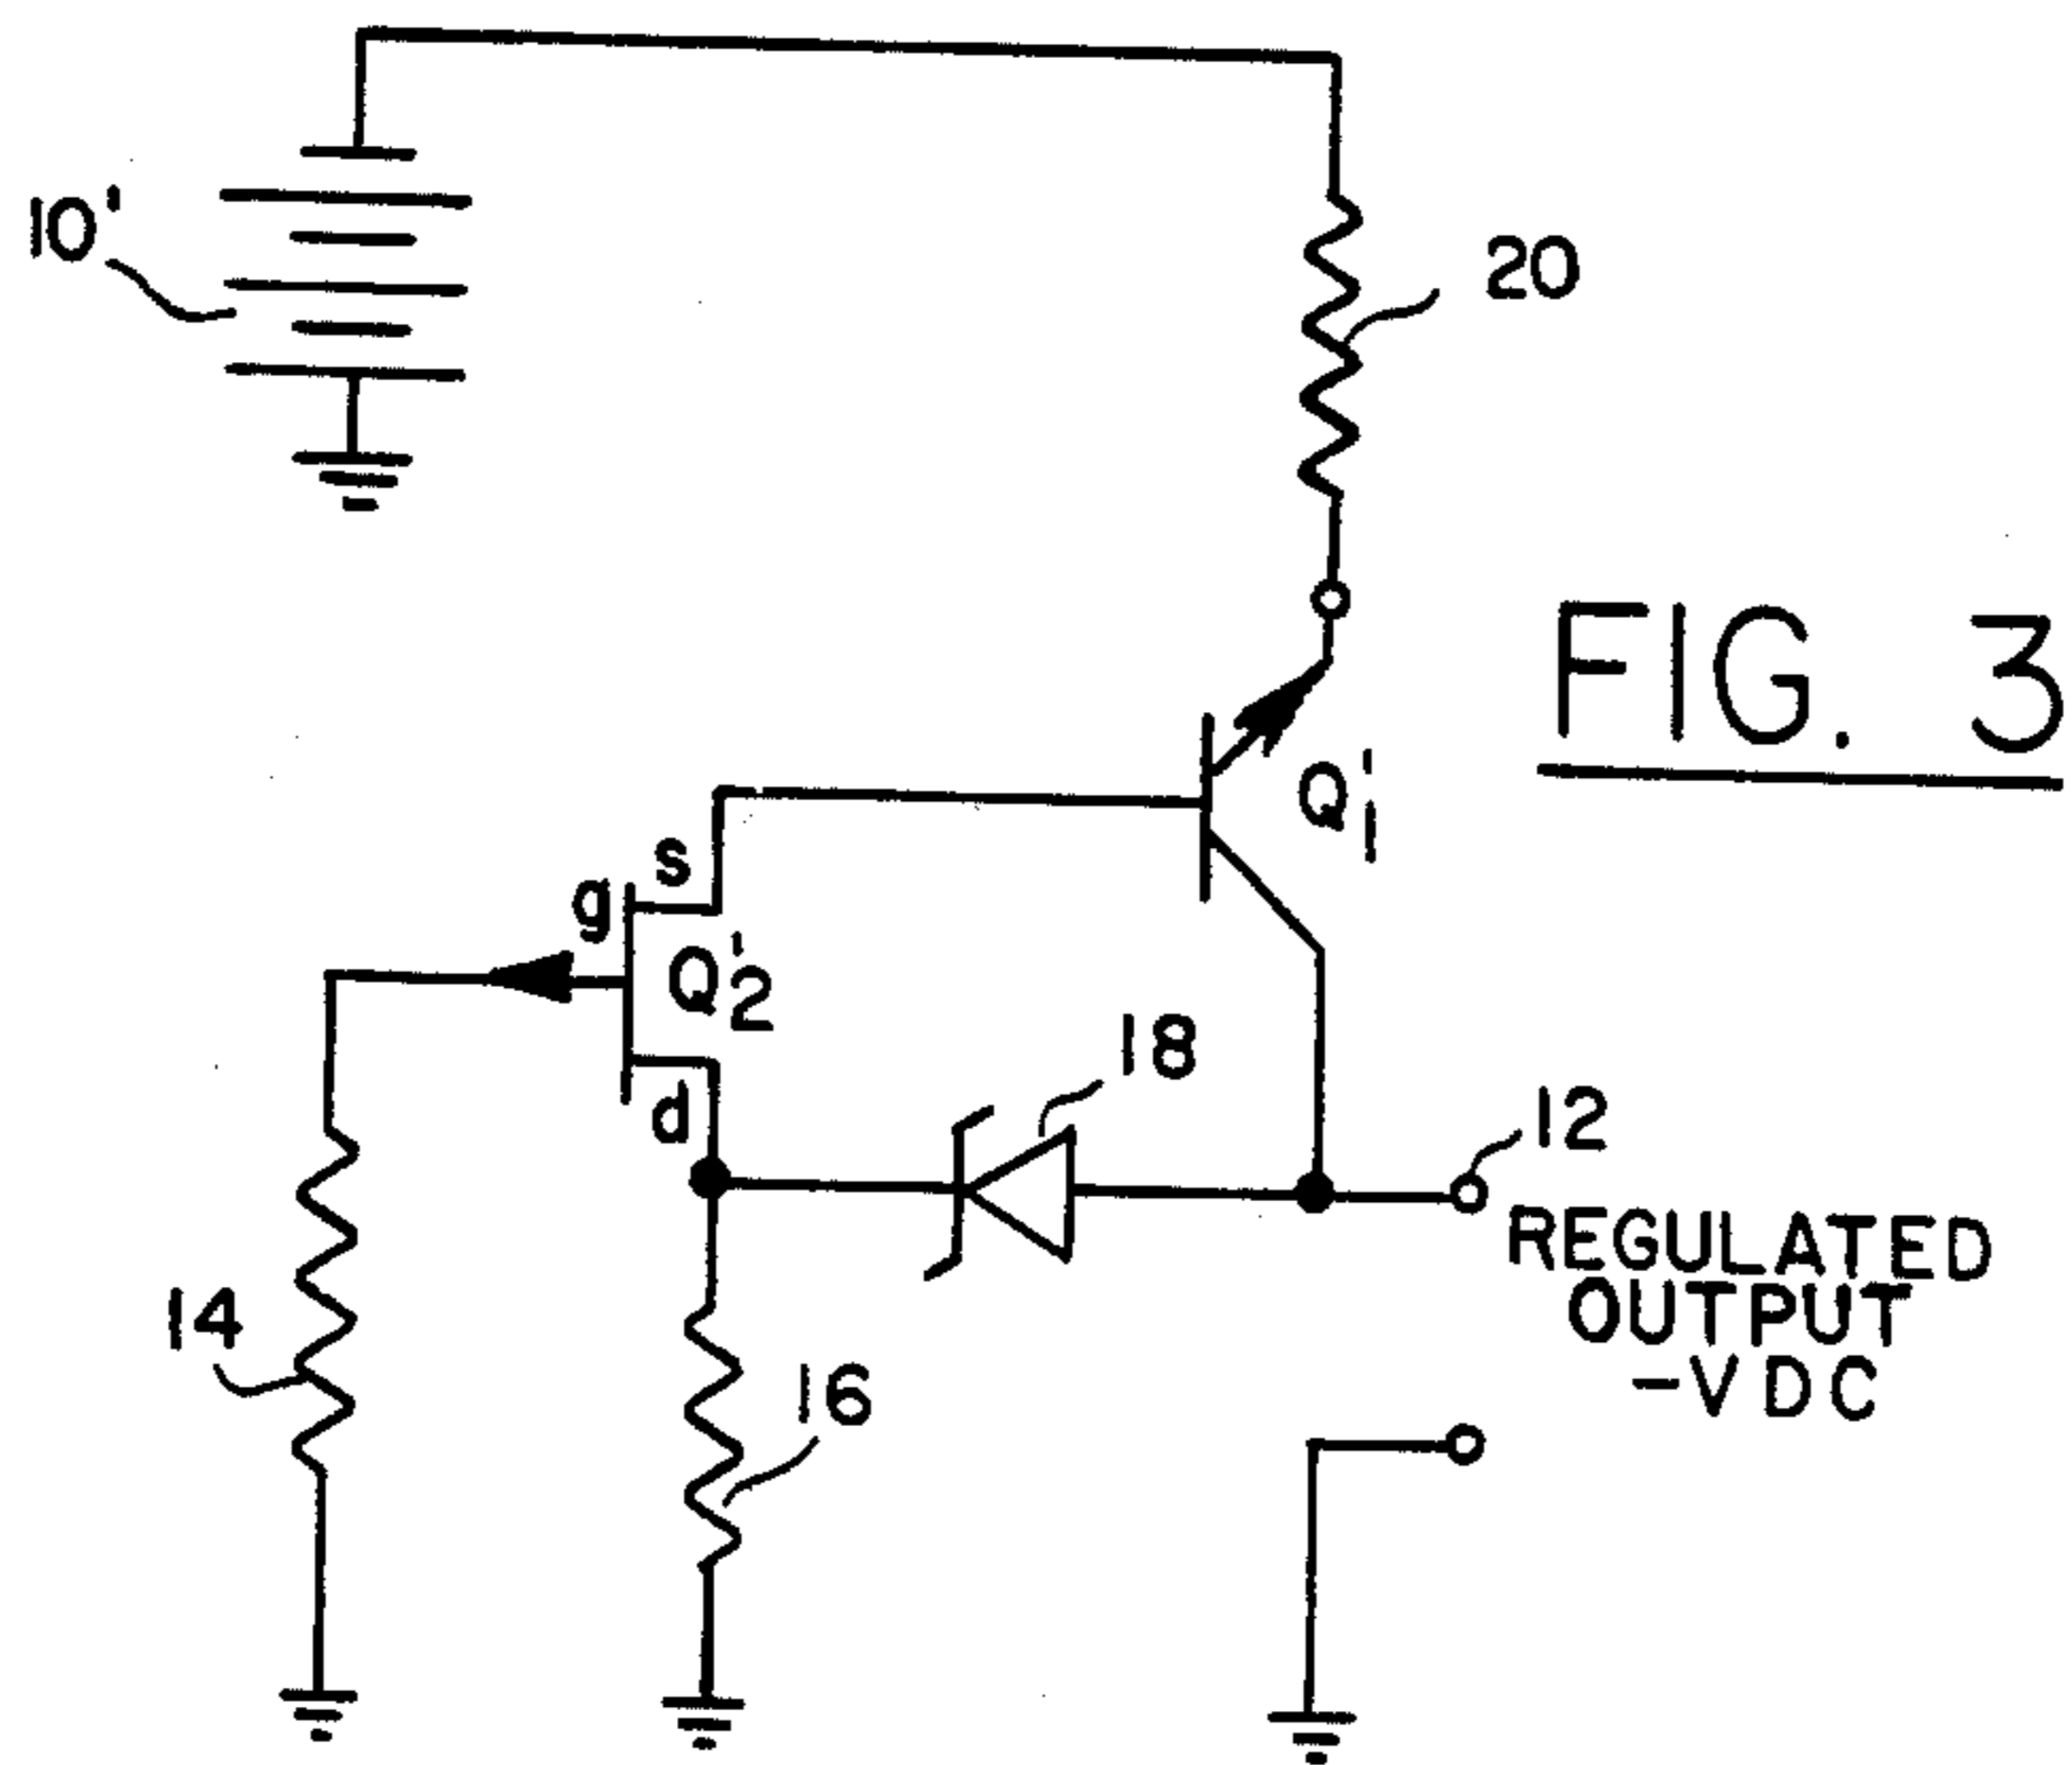 10'
20
FIG. 3
Q'1
s
g
Q'2
d
18
12
REGULATED
OUTPUT
-VDC
14
16